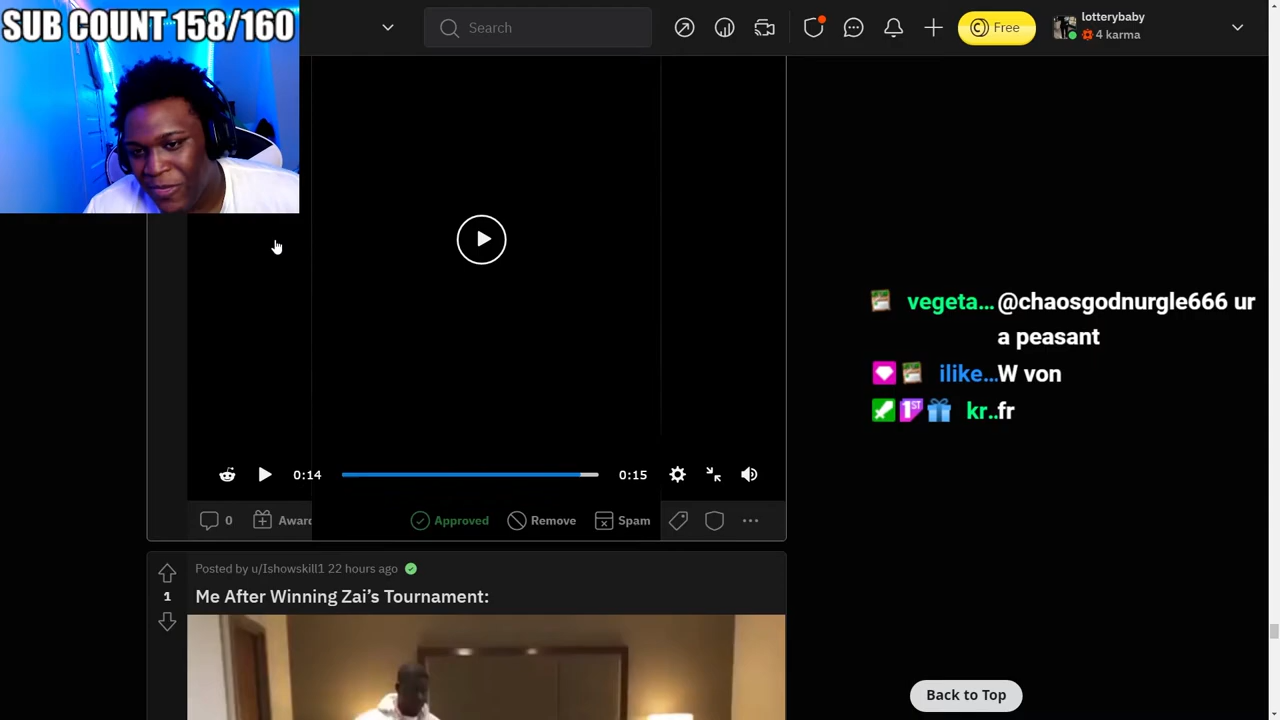 SUB COUNT 158/160
Search
Free
lotterybaby
4 karma
vegeta... @chaosgodnurgle666 ur
a peasant
ilike... W von
1ST kr.. fr
0:14
0:15
0
Awar
Approved
Remove
Spam
Posted by u/Ishowskill1 22 hours ago
1
Me After Winning Zai's Tournament:
Back to Top